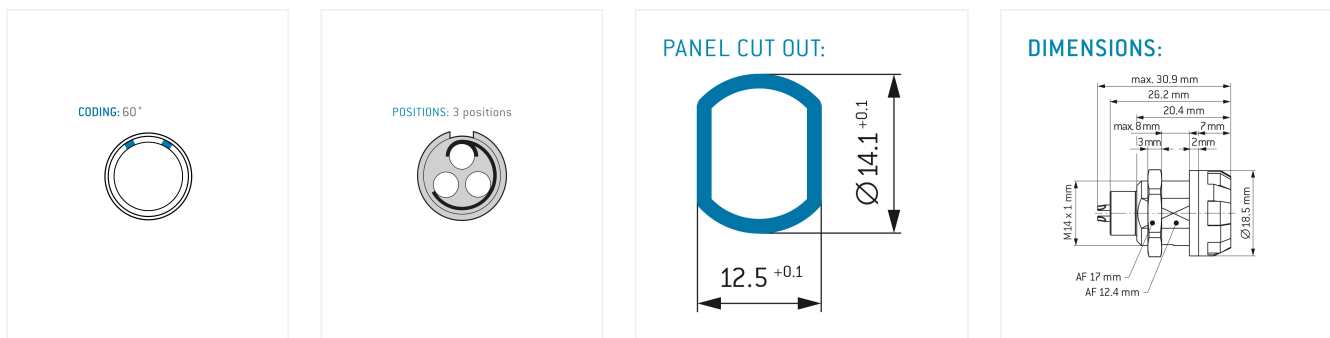 CODING: 60°
POSITIONS: 3 positions
PANEL CUT OUT:
Ø14.1 +0.1
12.5 +0.1
DIMENSIONS:
max. 30.9 mm
26.2 mm
20.4 mm
max. 8 mm
7 mm
3 mm
2 mm
M14 x 1 mm
Ø18.5 mm
AF 17 mm
AF 12.4 mm